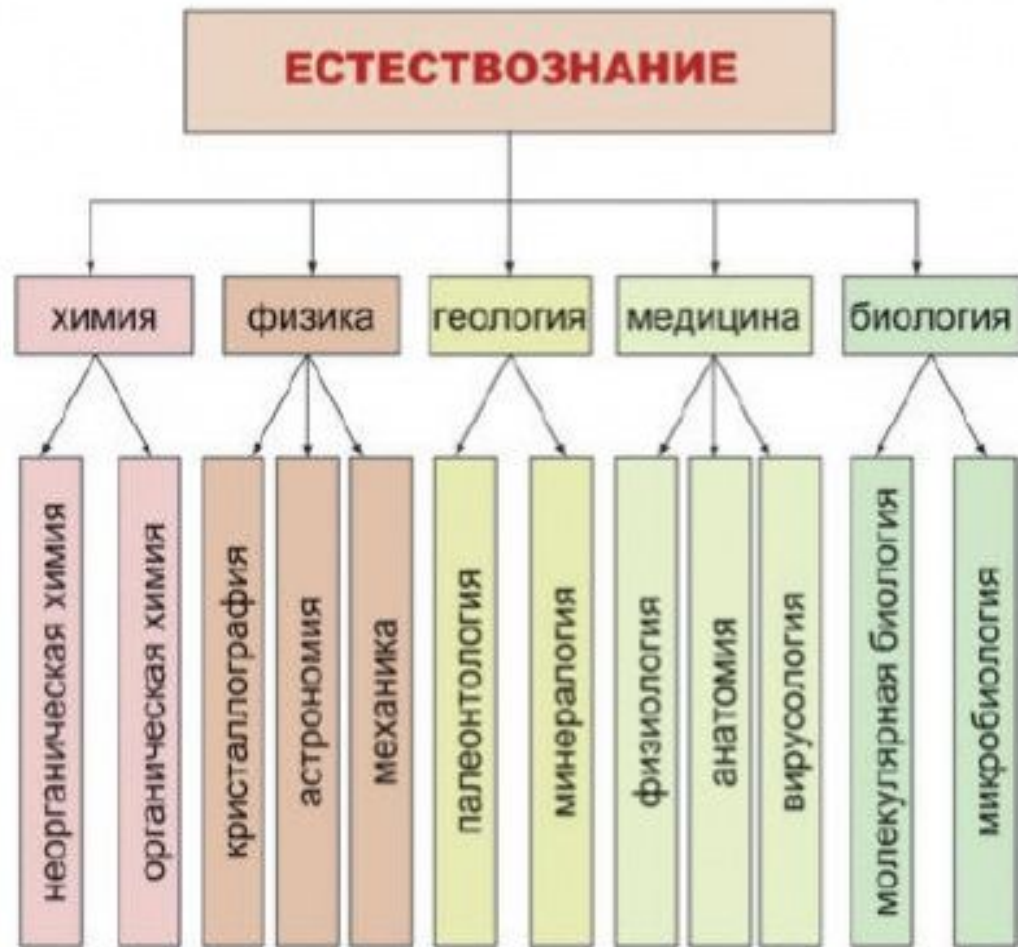 ЕСТЕСТВОЗНАНИЕ
химия
физика
геология
медицина
биология
неорганическая химия
органическая химия
кристаллография
астрономия
механика
палеонтология
минералогия
физиология
анатомия
вирусология
молекулярная биология
микробиология